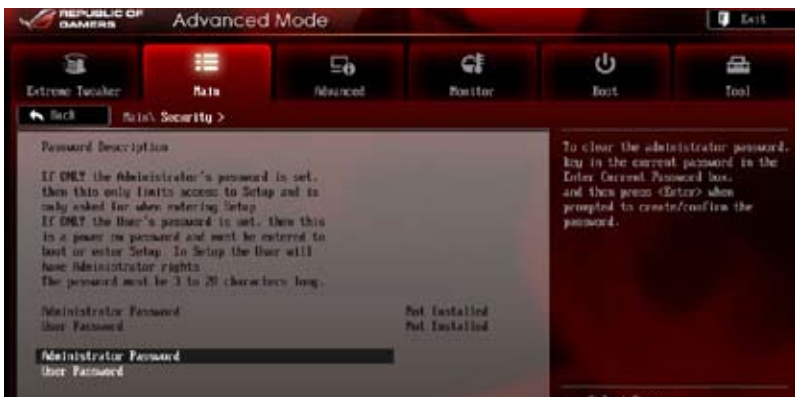 REPUBLIC OF
GAMERS
Advanced Mode
Exit
Extreme Tweaker
Main
Advanced
Monitor
Boot
Tool
Back
Main\ Security >
Password Description
If ONLY the Administrator's password is set,
then this only limits access to Setup and is
only asked for when entering Setup
If ONLY the User's password is set, then this
is a power on password and must be entered to
boot or enter Setup. In Setup the User will
have Administrator rights
The password must be 3 to 20 characters long.
Administrator Password
Not Installed
User Password
Not Installed
Administrator Password
User Password
To clear the administrator password,
key in the current password in the
Enter Current Password box,
and then press <Enter> when
prompted to create/confirm the
password.